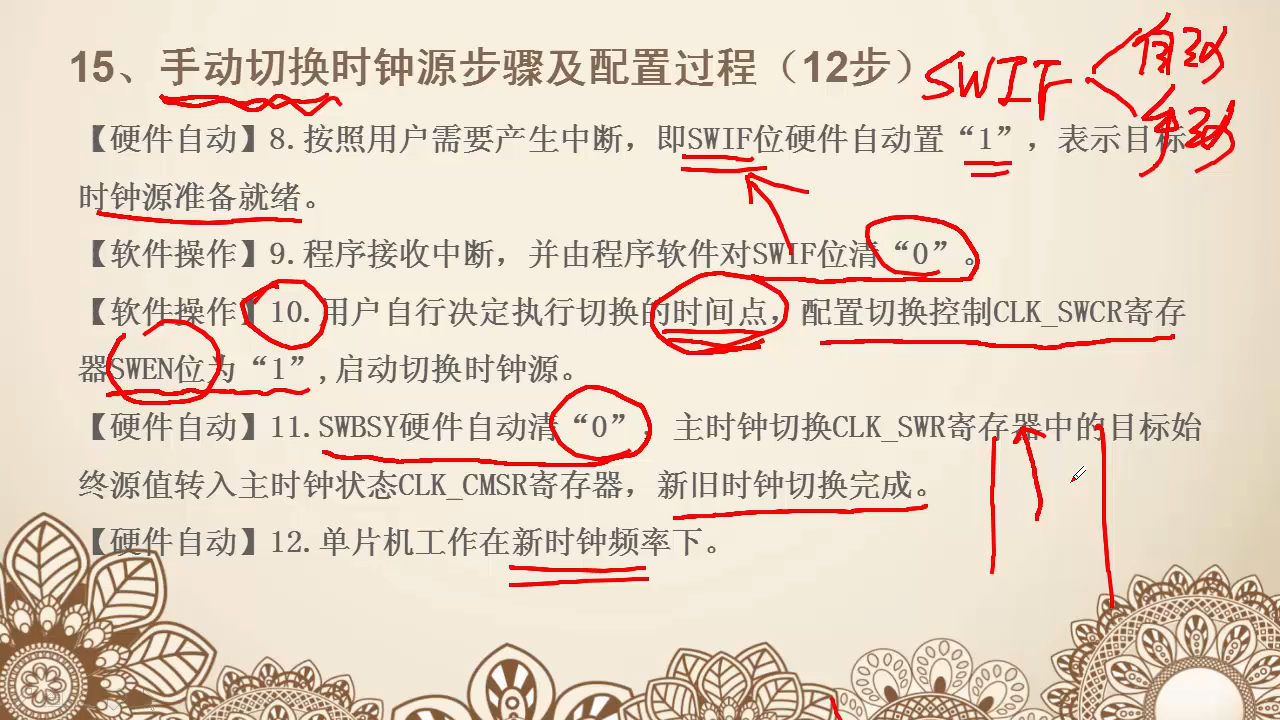 15、手动切换时钟源步骤及配置过程（12步）
SWIF
自动
手动
【硬件自动】8.按照用户需要产生中断，即SWIF位硬件自动置“1”，表示目标
时钟源准备就绪。
【软件操作】9.程序接收中断，并由程序软件对SWIF位清“0”。
【软件操作】10.用户自行决定执行切换的时间点，配置切换控制CLK_SWCR寄存
器SWEN位为“1”,启动切换时钟源。
【硬件自动】11.SWBSY硬件自动清“0”，主时钟切换CLK_SWR寄存器中的目标始
终源值转入主时钟状态CLK_CMSR寄存器，新旧时钟切换完成。
【硬件自动】12.单片机工作在新时钟频率下。